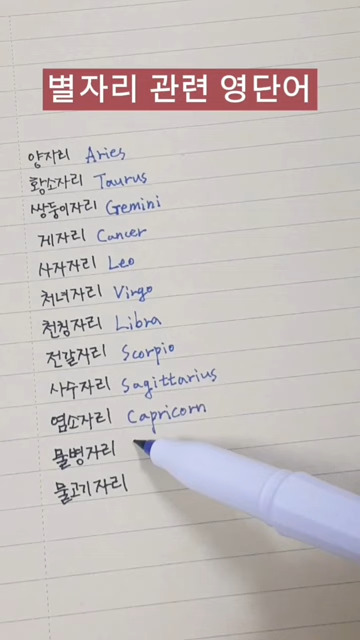 별자리 관련 영단어
양자리 Aries
황소자리 Taurus
쌍둥이자리 Gemini
게자리 Cancer
사자자리 Leo
처녀자리 Virgo
천칭자리 Libra
전갈자리 Scorpio
사수자리 Sagittarius
염소자리 Capricorn
물병자리
물고기자리